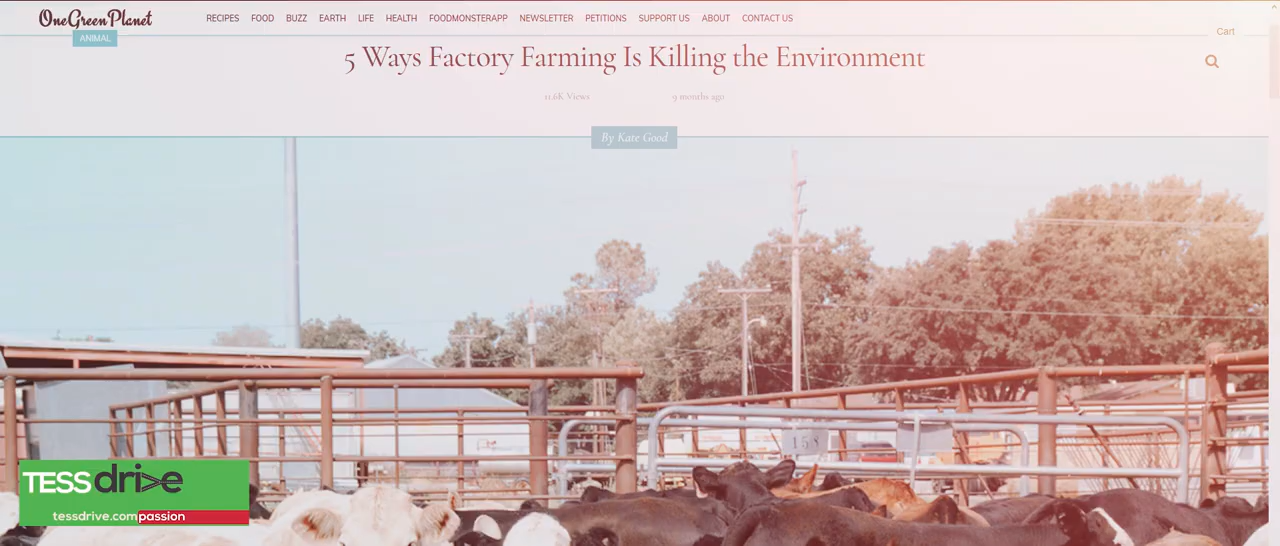 OneGreenPlanet
RECIPES FOOD BUZZ EARTH LIFE HEALTH FOODMONSTERAPP NEWSLETTER PETITIONS SUPPORT US ABOUT CONTACT US
Cart
ANIMAL
5 Ways Factory Farming Is Killing the Environment
11.6K Views 9 months ago
By Kate Good
158
TESS drive
tessdrive.com passion